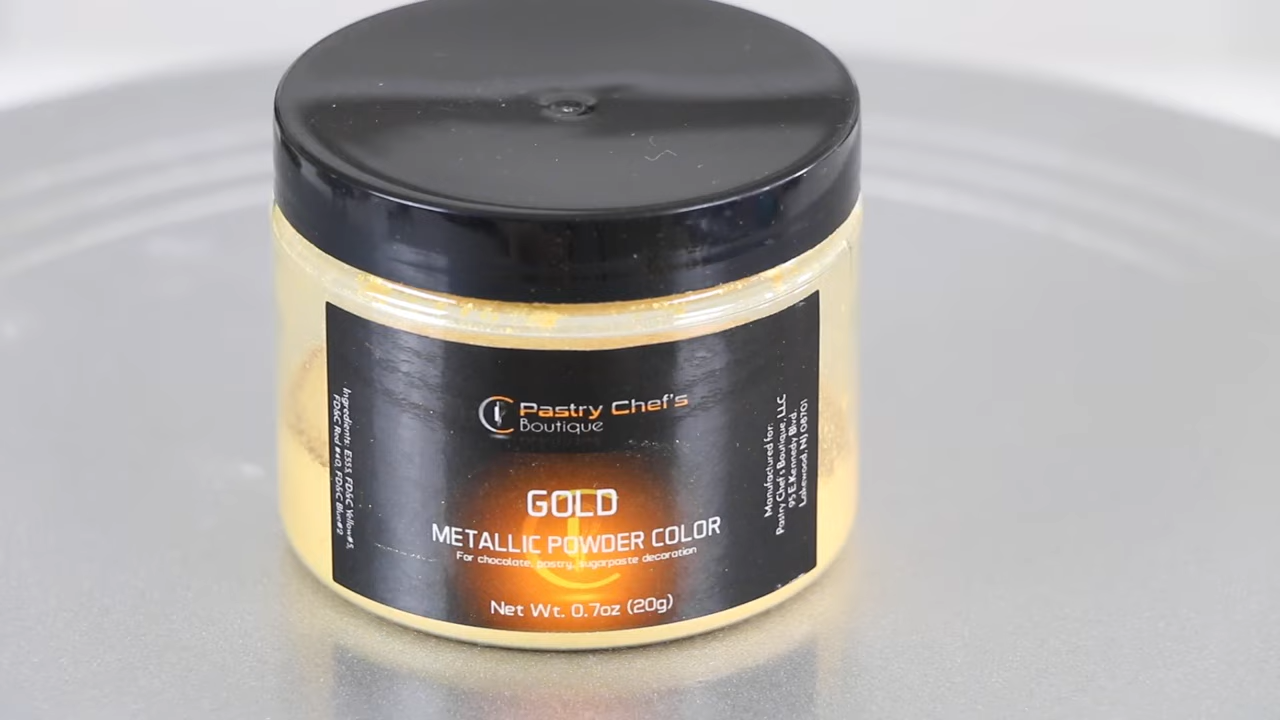 Pastry Chef's
Boutique
GOLD
METALLIC POWDER COLOR
For chocolate, pastry, sugarpaste decoration
Net Wt. 0.7oz (20g)
Ingredients: E555, FD&C Yellow#5,
FD&C Red #40, FD&C Blue#2
Manufactured for:
Pastry Chef's Boutique, LLC
95 E.Kennedy Blvd.
Lakewood, NJ 08701